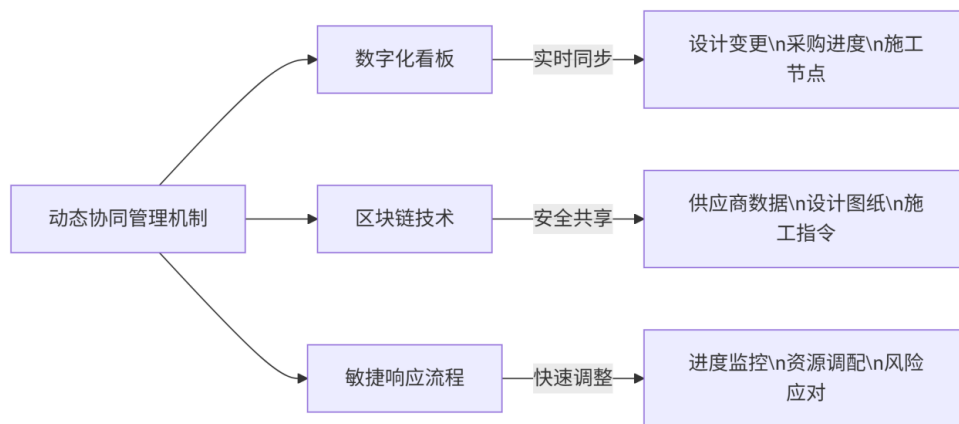 数字化看板
实时同步
设计变更\n采购进度\n施工
节点
动态协同管理机制
区块链技术
安全共享
供应商数据\n设计图纸\n施
工指令
敏捷响应流程
快速调整
进度监控\n资源调配\n风险
应对